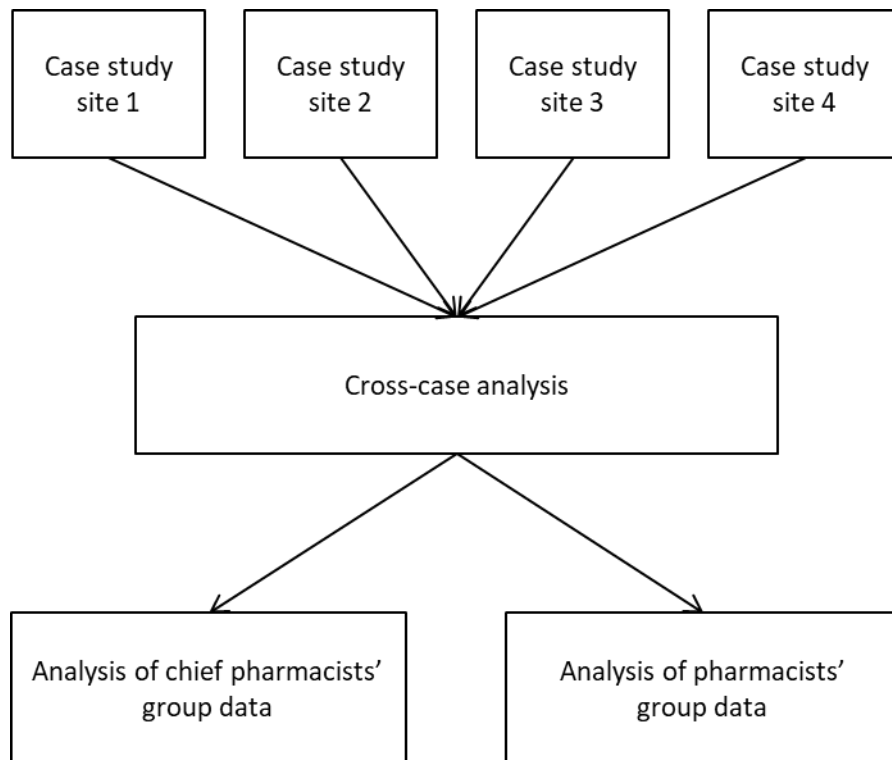 Case study
site 1
Case study
site 2
Case study
site 3
Case study
site 4
Cross-case analysis
Analysis of chief pharmacists’
group data
Analysis of pharmacists’
group data